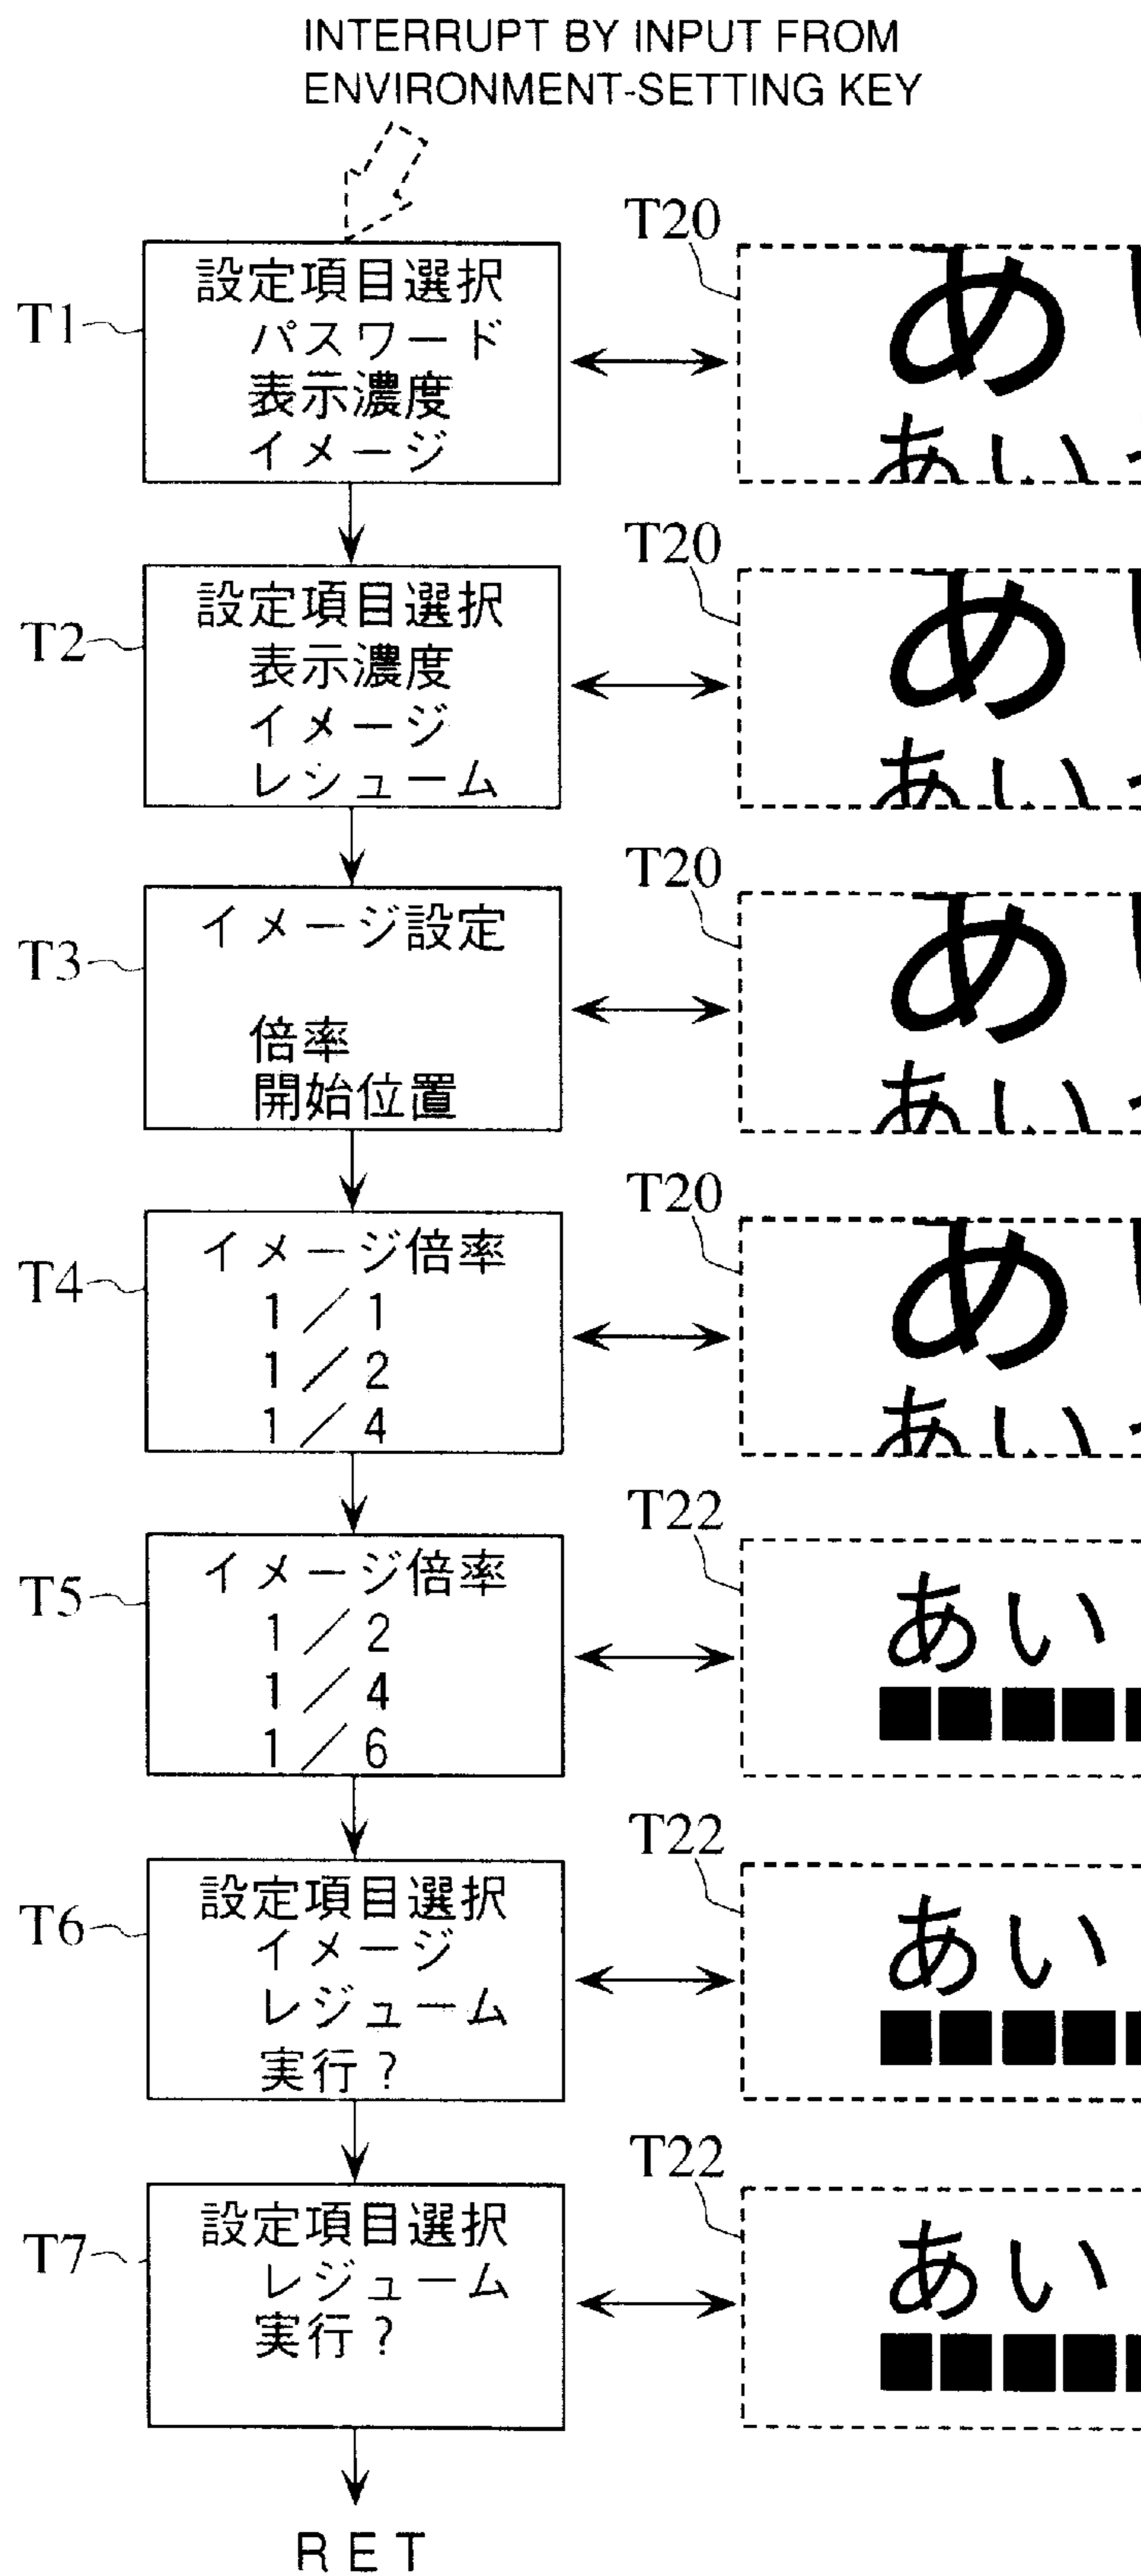 INTERRUPT BY INPUT FROM
ENVIRONMENT-SETTING KEY
T1
設定項目選択
パスワード
表示濃度
イメージ
T20
あ
あい
T2
設定項目選択
表示濃度
イメージ
レシューム
T20
あ
あい
T3
イメージ設定
倍率
開始位置
T20
あ
あい
T4
イメージ倍率
1／1
1／2
1／4
T20
あ
あい
T5
イメージ倍率
1／2
1／4
1／6
T22
あい
T6
設定項目選択
イメージ
レジューム
実行？
T22
あい
T7
設定項目選択
レジューム
実行？
T22
あい
RET